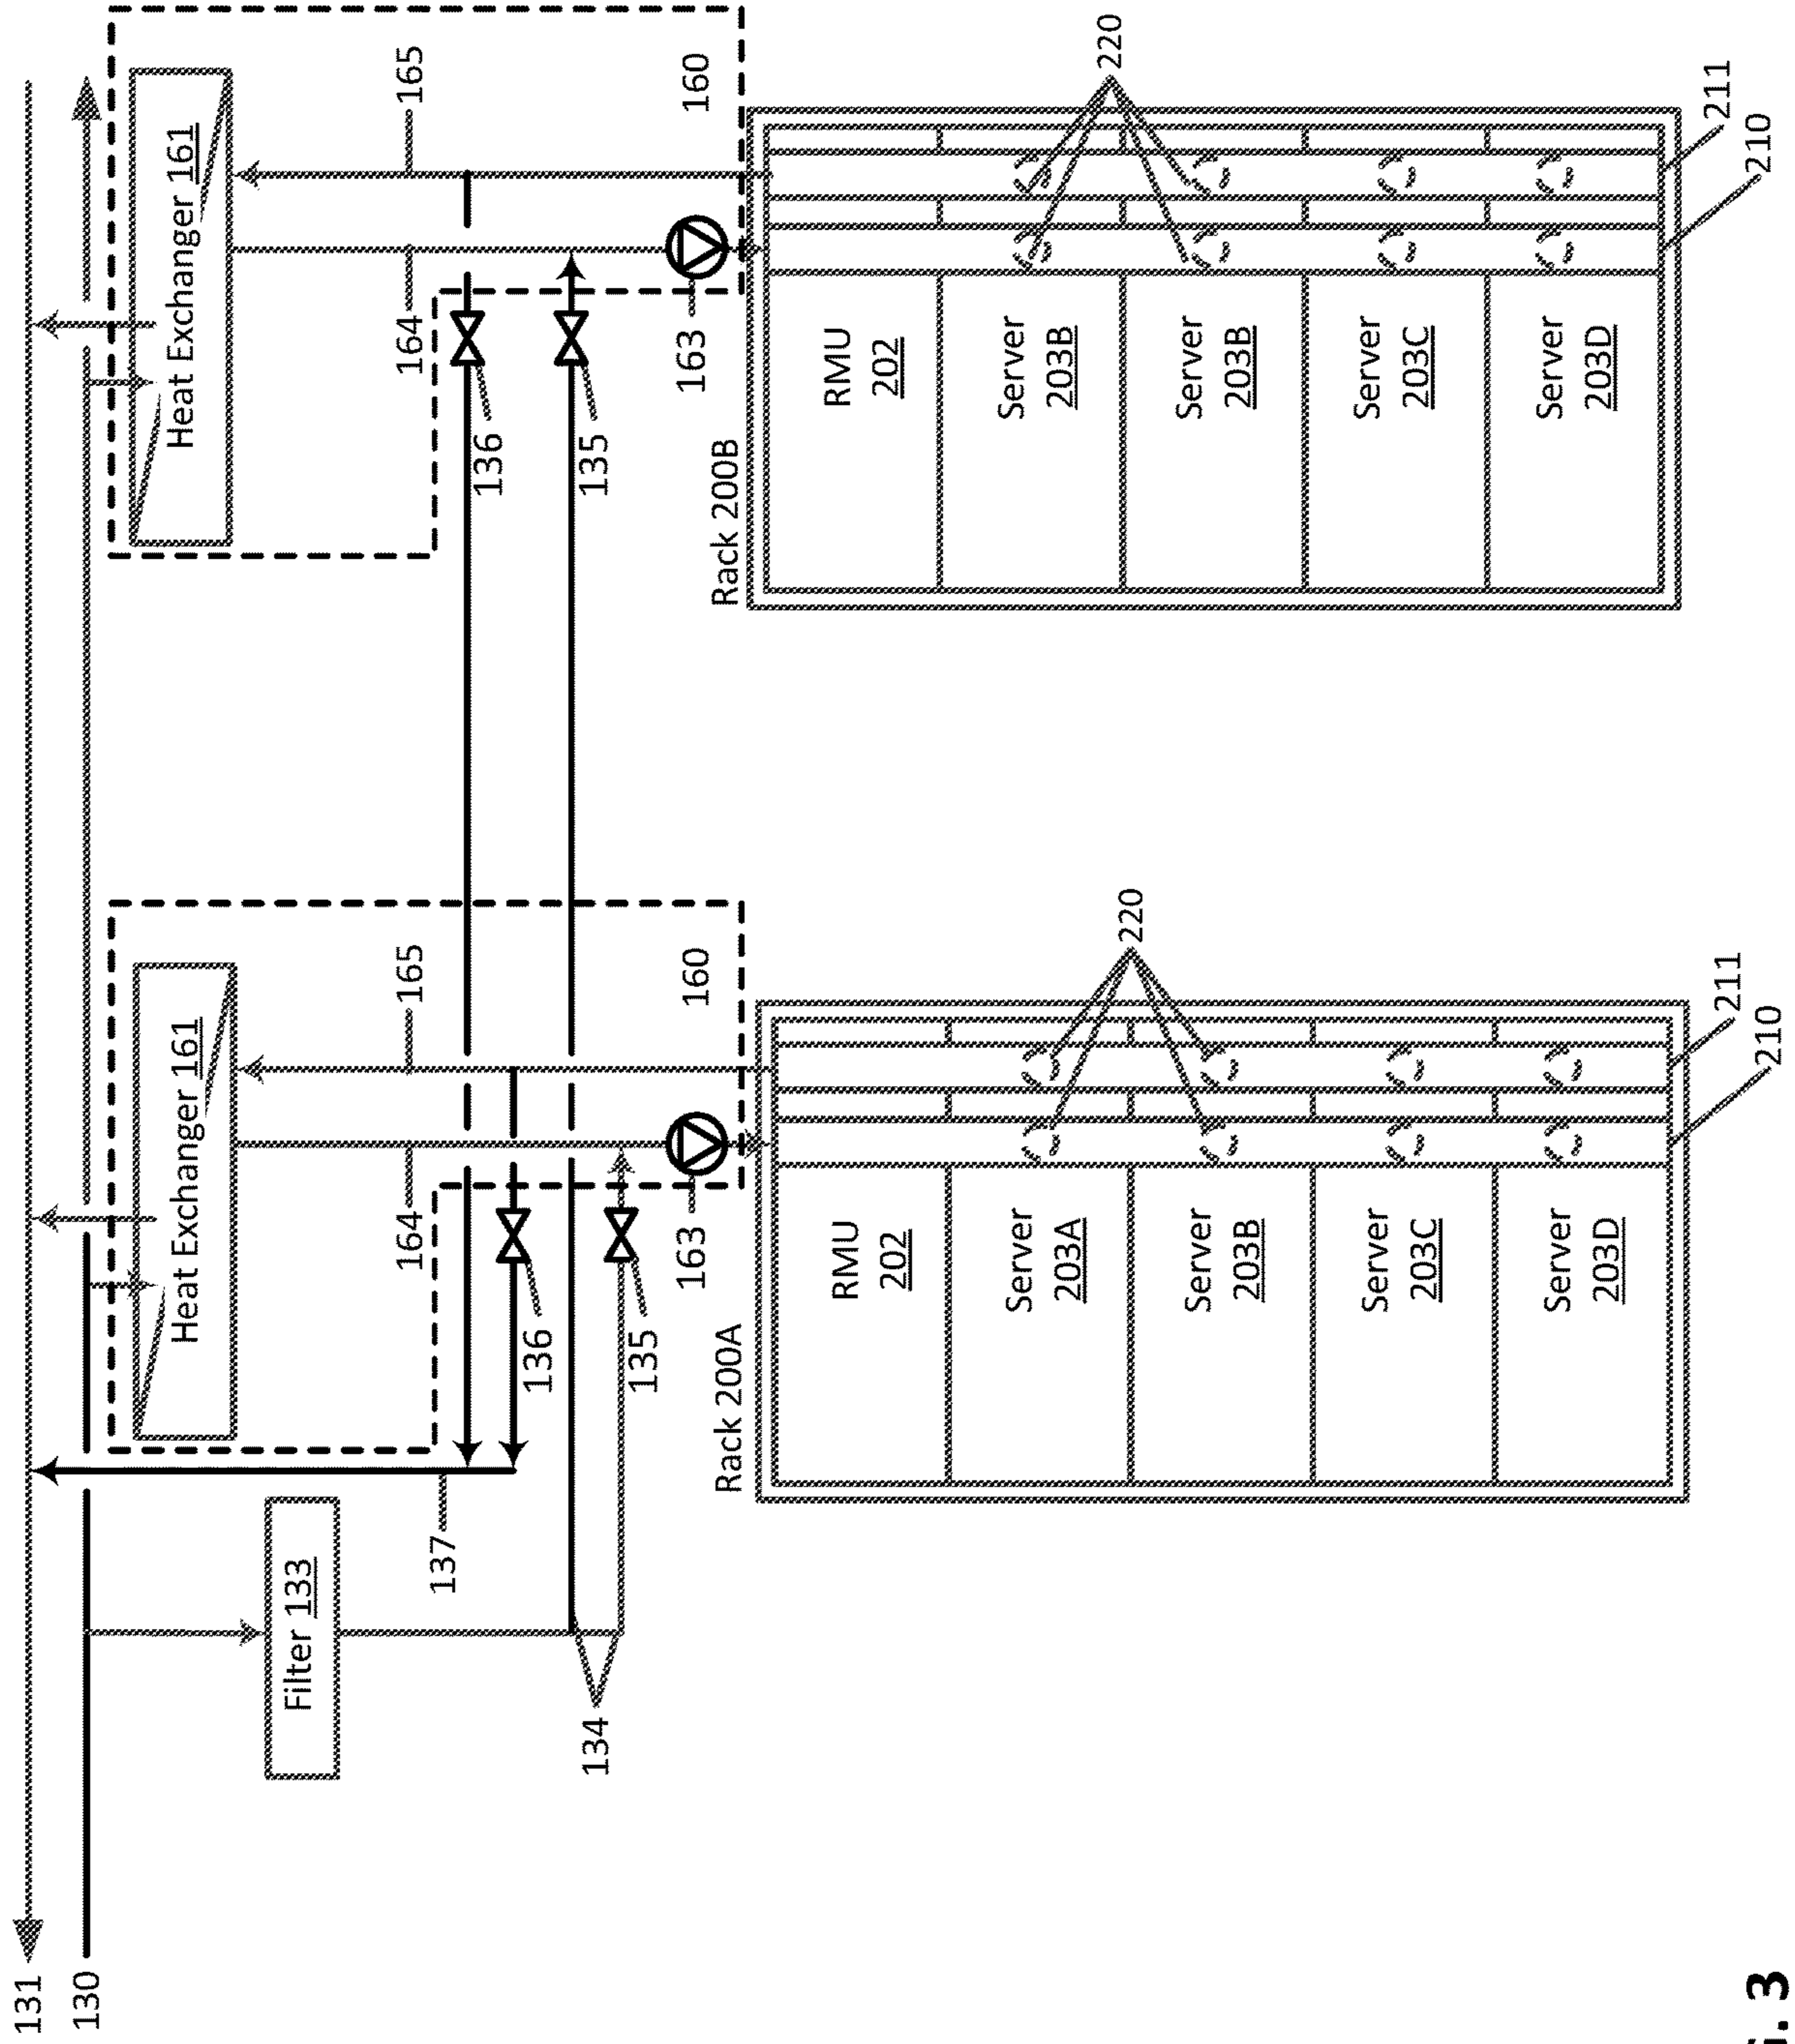 131
130
Heat Exchanger 161
Heat Exchanger 161
Filter 133
164
165
164
165
137
136
136
134
135
135
163
160
163
160
Rack 200A
Rack 200B
RMU
202
RMU
202
Server
203A
220
Server
203B
220
Server
203B
Server
203B
Server
203C
Server
203C
Server
203D
Server
203D
211
210
211
210
3